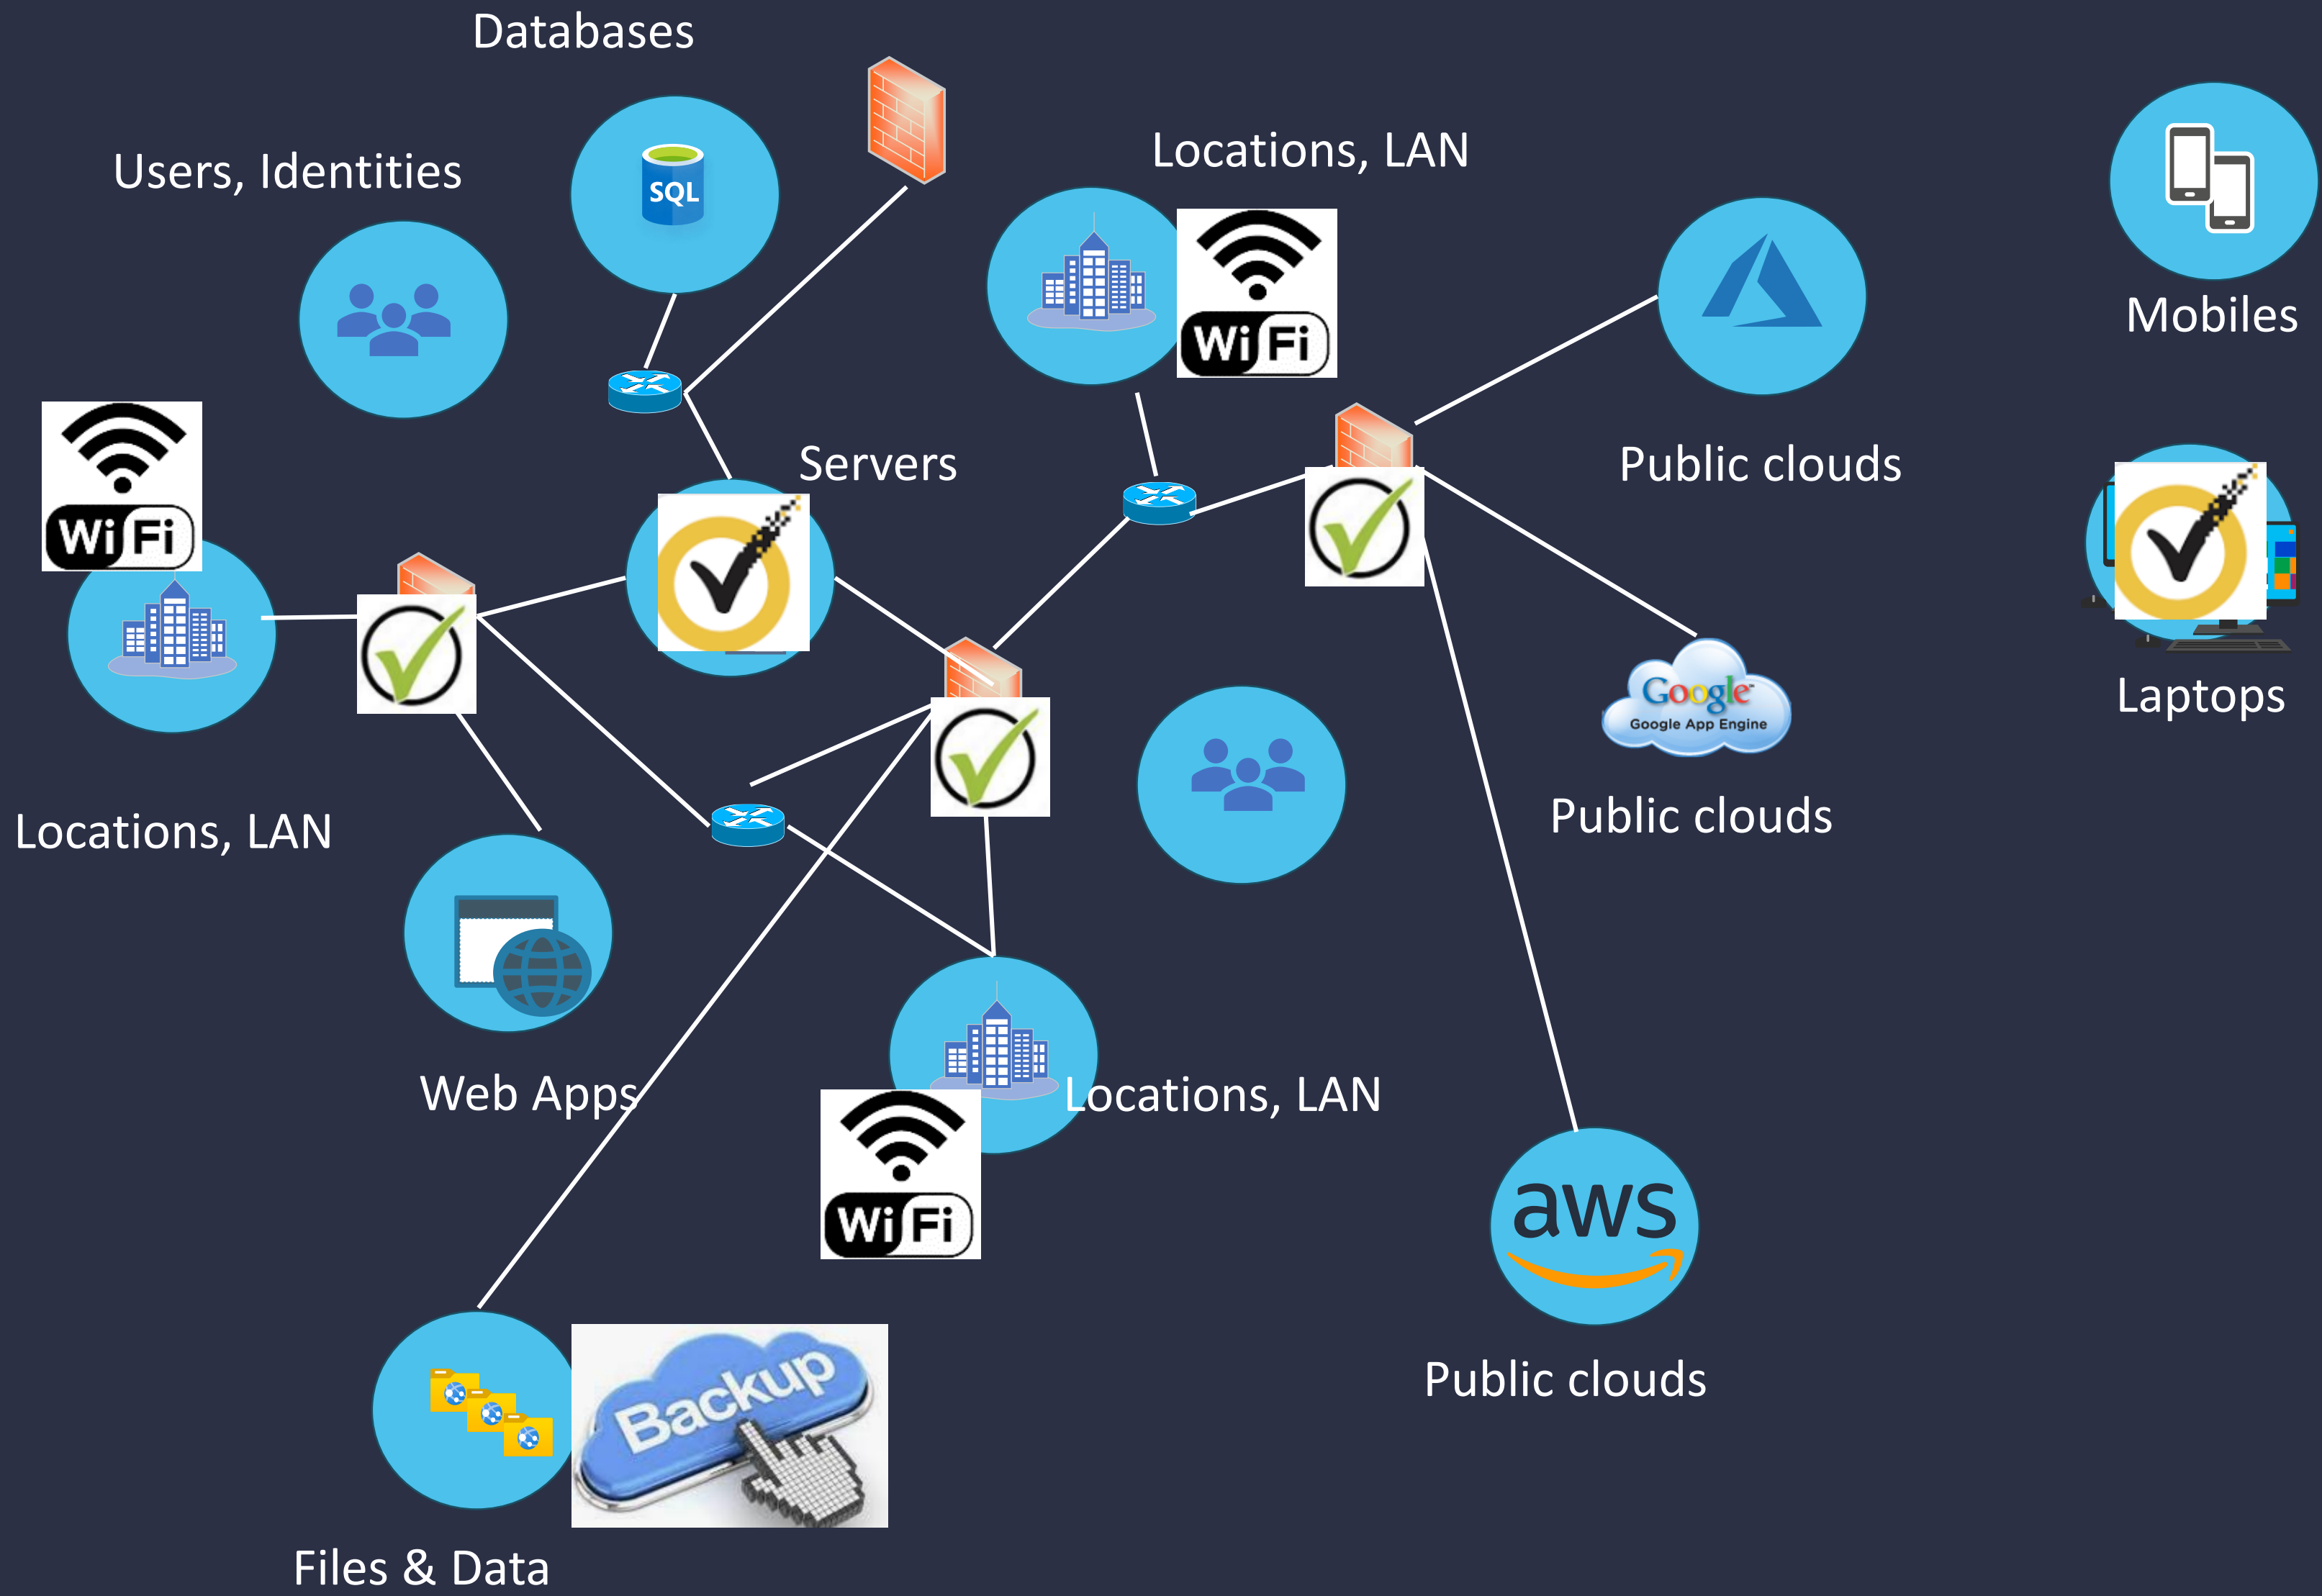 Databases
Users, Identities
SQL
Locations, LAN
Wi Fi
Mobiles
Wi Fi
Servers
Public clouds
Google
Google App Engine
Laptops
Locations, LAN
Public clouds
Web Apps
Locations, LAN
Wi Fi
aws
Public clouds
Backup
Files & Data